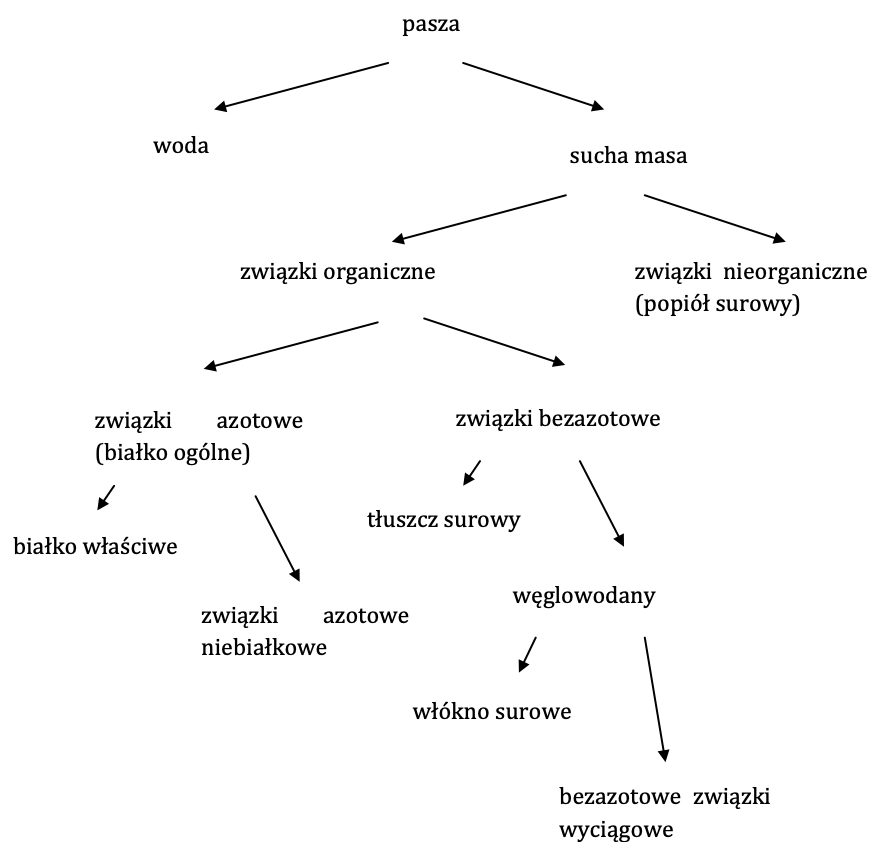 pasza
woda
sucha masa
związki organiczne
związki nieorganiczne
(popiół surowy)
związki azotowe
(białko ogólne)
związki bezazotowe
tłuszcz surowy
białko właściwe
węglowodany
związki azotowe
niebiałkowe
włókno surowe
bezazotowe związki
wyciągowe